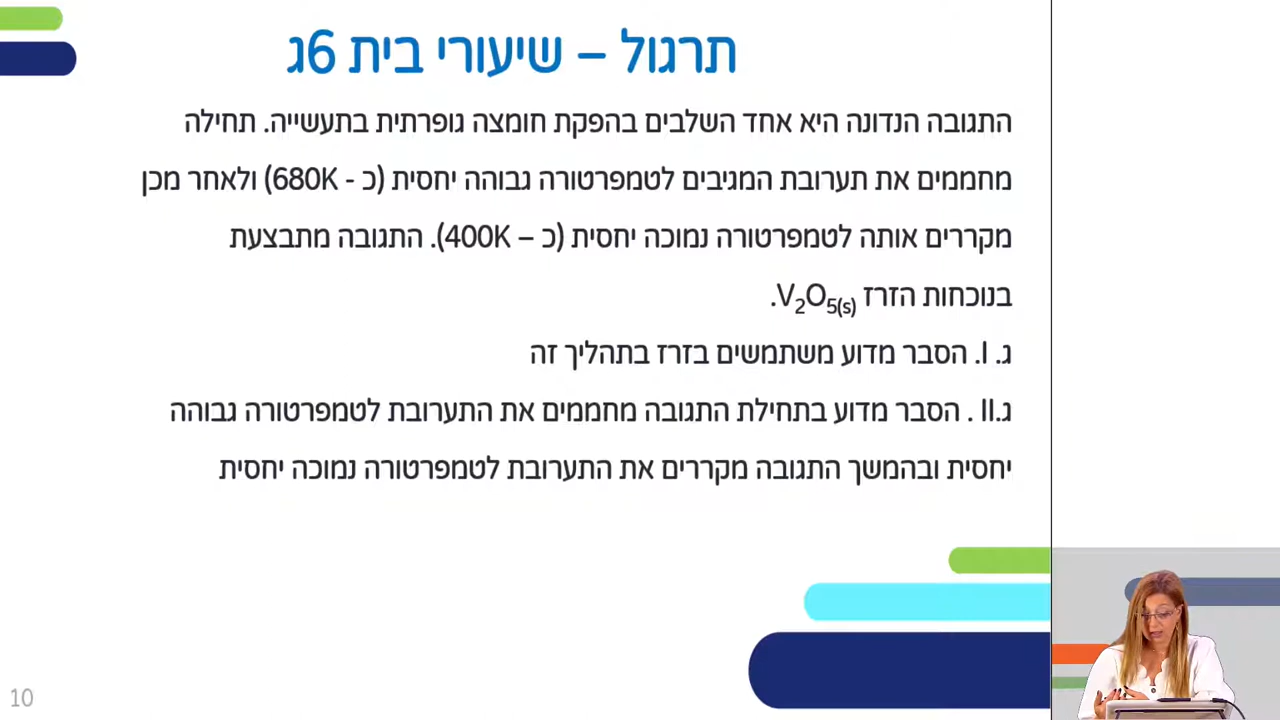 תרגול – שיעורי בית 6ג
התגובה הנדונה היא אחד השלבים בהפקת חומצה גופרתית בתעשייה. תחילה
מחממים את תערובת המגיבים לטמפרטורה גבוהה יחסית (כ - 680K) ולאחר מכן
מקררים אותה לטמפרטורה נמוכה יחסית (כ – 400K). התגובה מתבצעת
בנוכחות הזרז V₂O₅(s).
ג. I. הסבר מדוע משתמשים בזרז בתהליך זה
ג.II . הסבר מדוע בתחילת התגובה מחממים את התערובת לטמפרטורה גבוהה
יחסית ובהמשך התגובה מקררים את התערובת לטמפרטורה נמוכה יחסית
10